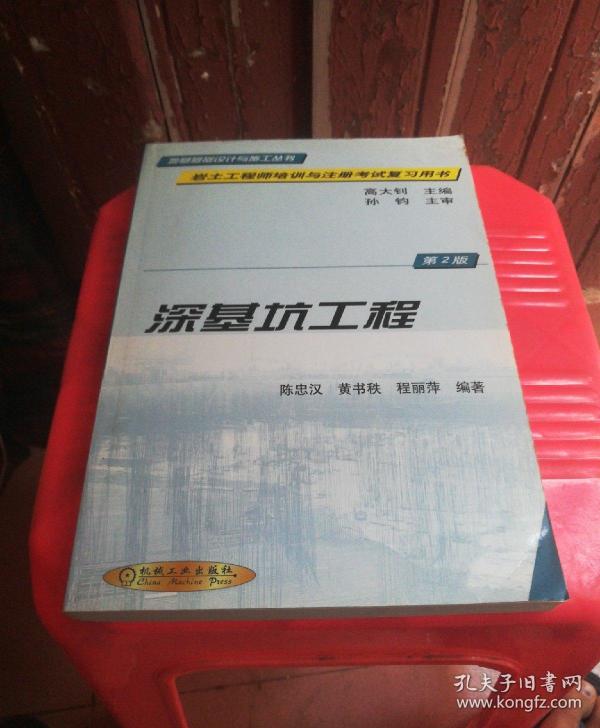 地基基础设计与施工丛书
岩土工程师培训与注册考试复习用书
高大钊 主编
孙钧 主审
第2版
深基坑工程
陈忠汉 黄书秩 程丽萍 编著
机械工业出版社
China Machine Press
孔夫子旧书网
www.kongfz.com